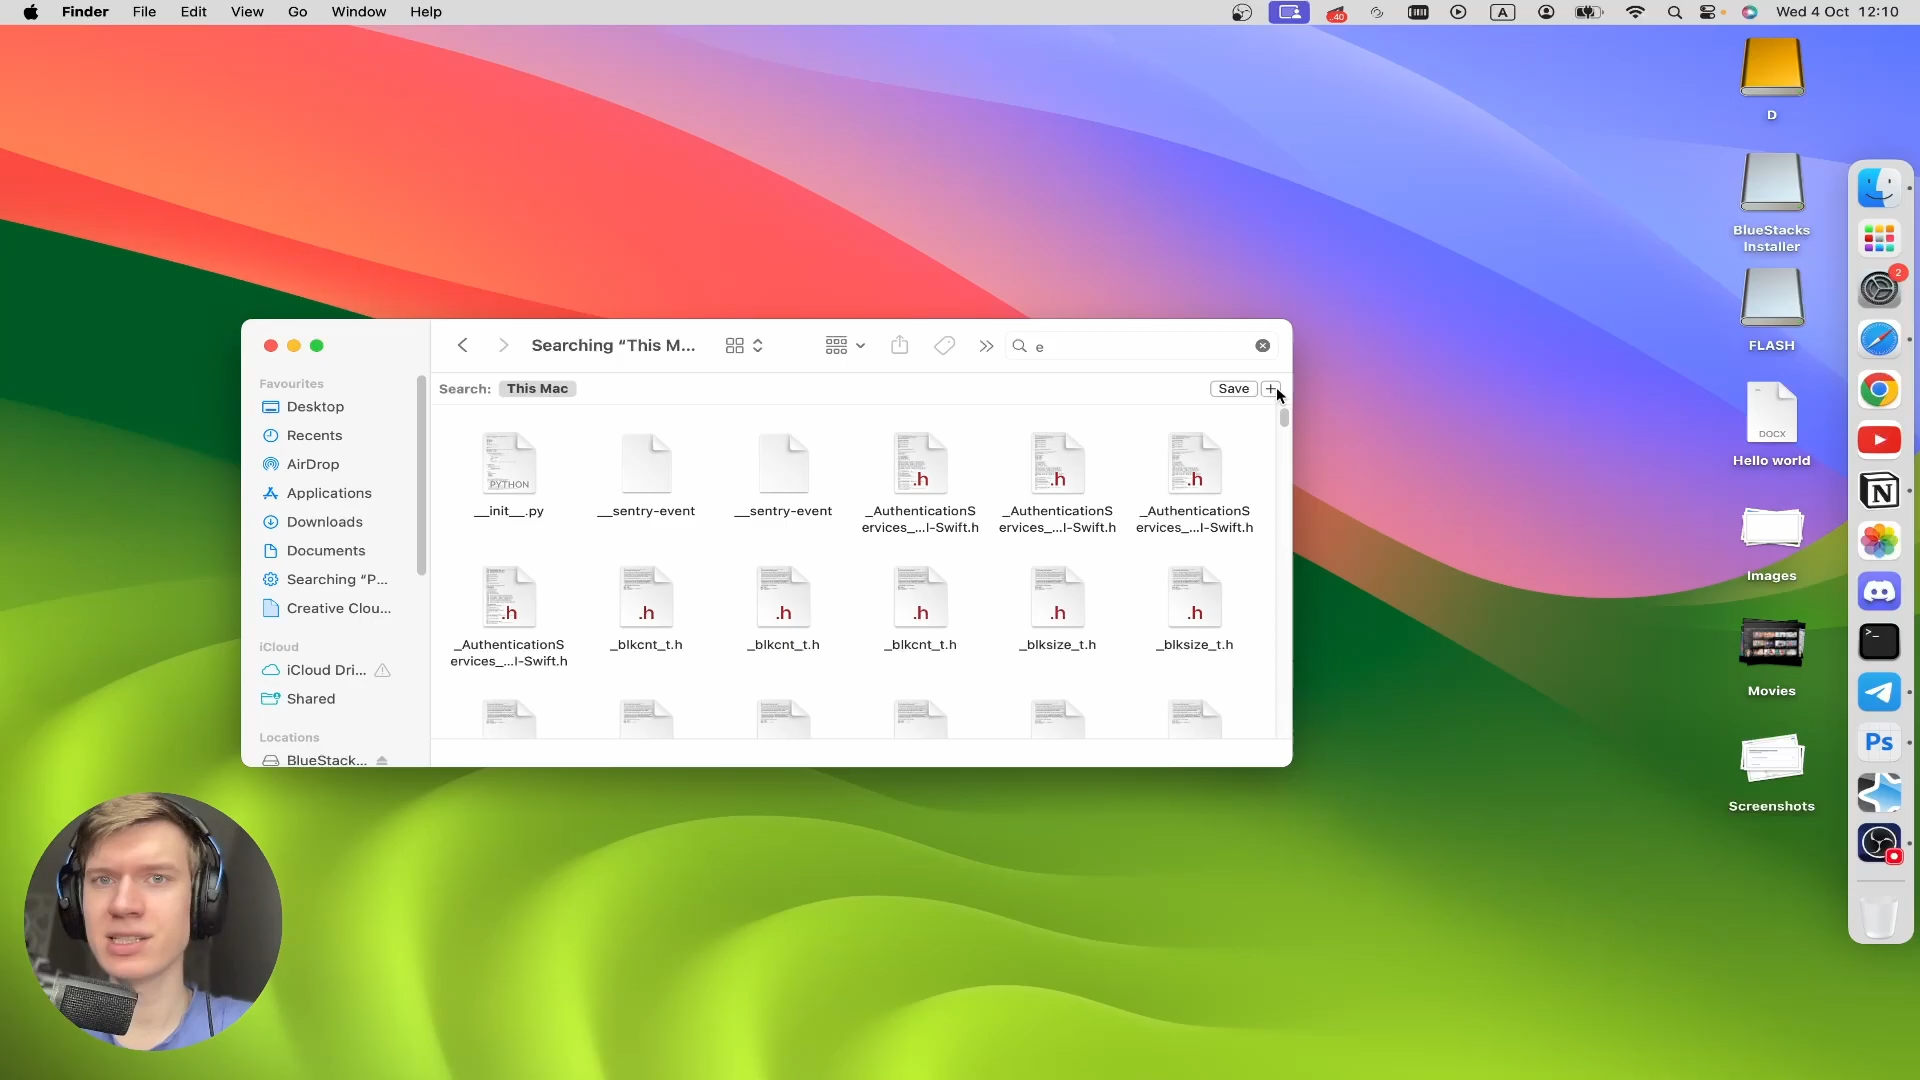 Finder File Edit View Go Window Help
.40
A
Wed 4 Oct 12:10
D
BlueStacks
Installer
FLASH
DOCX
Hello world
Images
Movies
Screenshots
2
N
>_
Ps
Searching “This M...
e
Search: This Mac
Save +
Favourites
Desktop
Recents
AirDrop
Applications
Downloads
Documents
Searching “P...
Creative Clou...
iCloud
iCloud Dri...
Shared
Locations
BlueStack...
PYTHON
.h .h .h
__init__.py __sentry-event __sentry-event _AuthenticationS _AuthenticationS _AuthenticationS
ervices_...l-Swift.h ervices_...l-Swift.h ervices_...l-Swift.h
.h .h .h .h .h .h
_AuthenticationS _blkcnt_t.h _blkcnt_t.h _blkcnt_t.h _blksize_t.h _blksize_t.h
ervices_...l-Swift.h